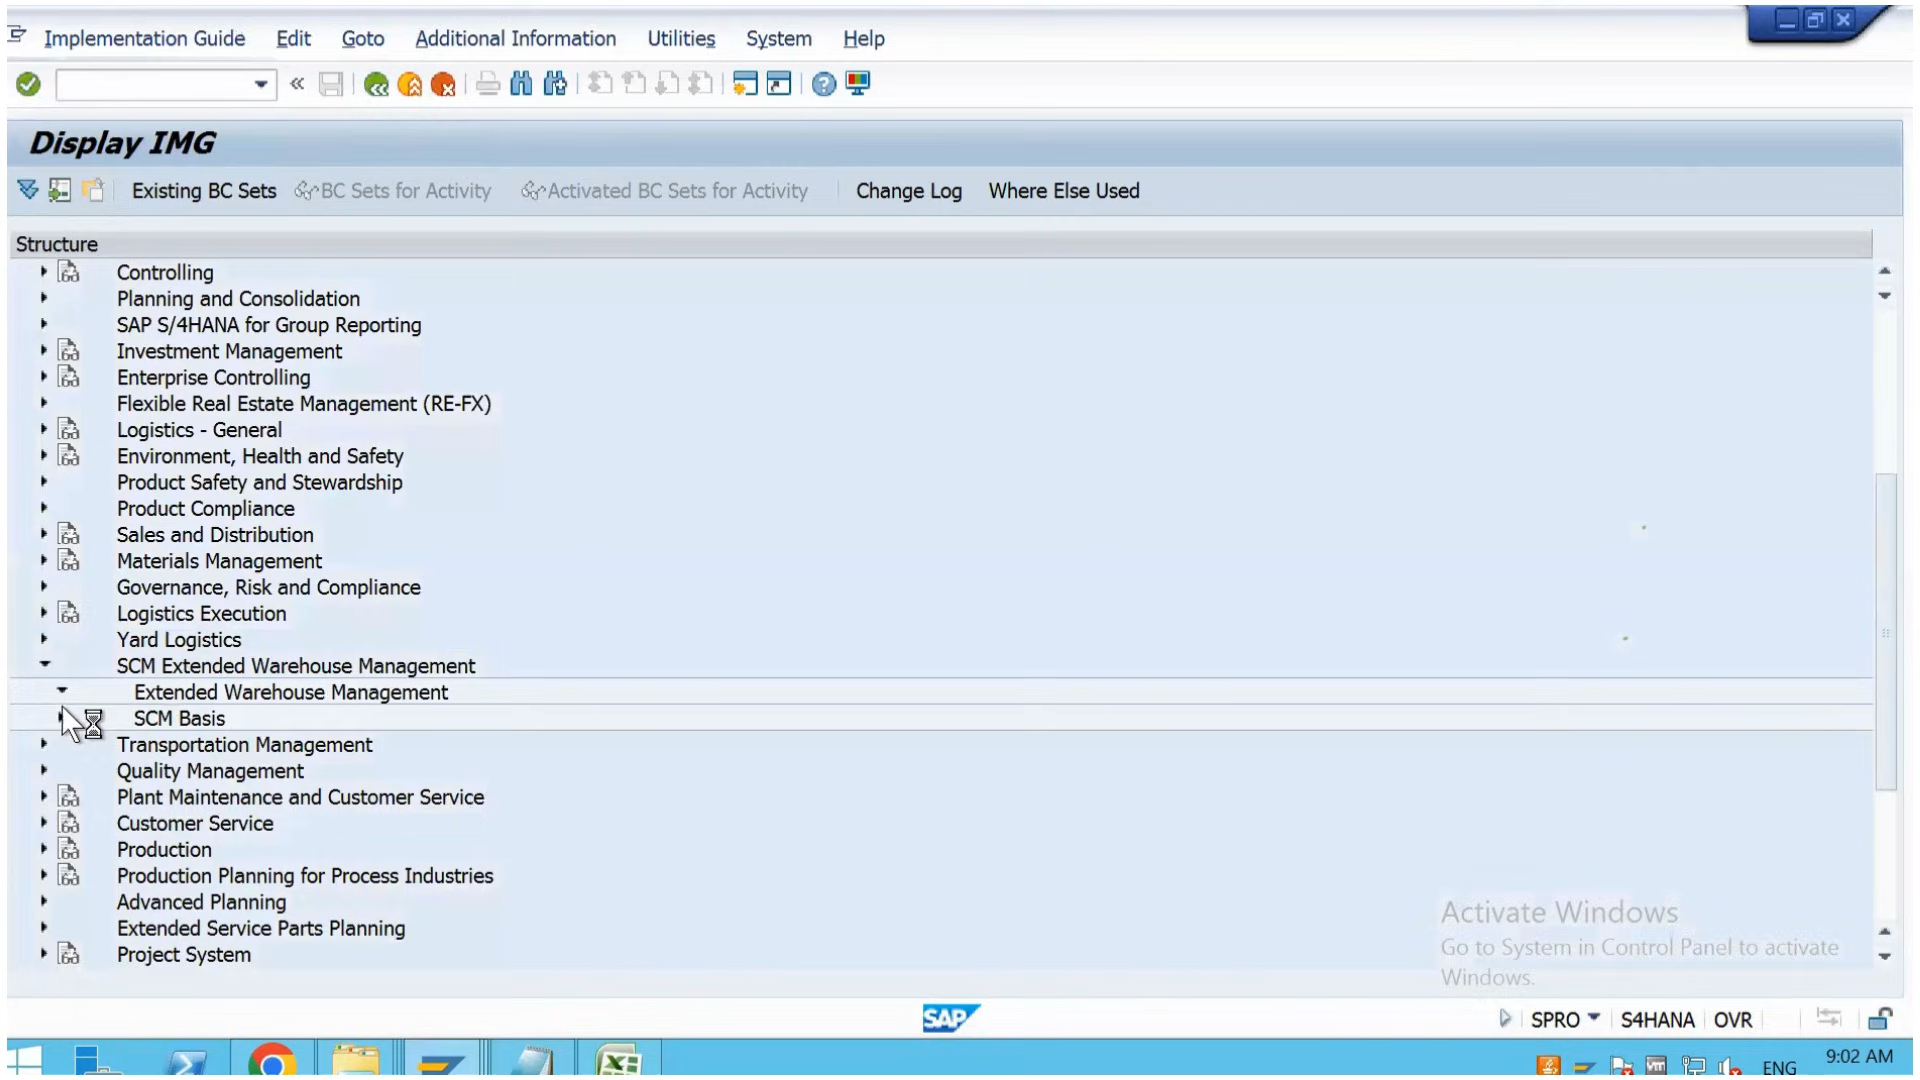 Implementation Guide Edit Goto Additional Information Utilities System Help
Display IMG
Existing BC Sets BC Sets for Activity Activated BC Sets for Activity Change Log Where Else Used
Structure
Controlling
Planning and Consolidation
SAP S/4HANA for Group Reporting
Investment Management
Enterprise Controlling
Flexible Real Estate Management (RE-FX)
Logistics - General
Environment, Health and Safety
Product Safety and Stewardship
Product Compliance
Sales and Distribution
Materials Management
Governance, Risk and Compliance
Logistics Execution
Yard Logistics
SCM Extended Warehouse Management
Extended Warehouse Management
SCM Basis
Transportation Management
Quality Management
Plant Maintenance and Customer Service
Customer Service
Production
Production Planning for Process Industries
Advanced Planning
Extended Service Parts Planning
Project System
Activate Windows
Go to System in Control Panel to activate
Windows.
SAP SPRO S4HANA OVR
ENG 9:02 AM